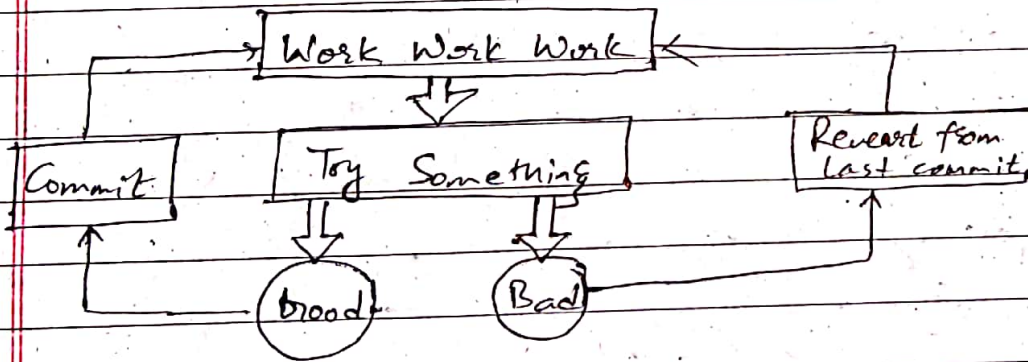 Work Work Work
Commit
Try Something
Reveart from
last commit
Good
Bad